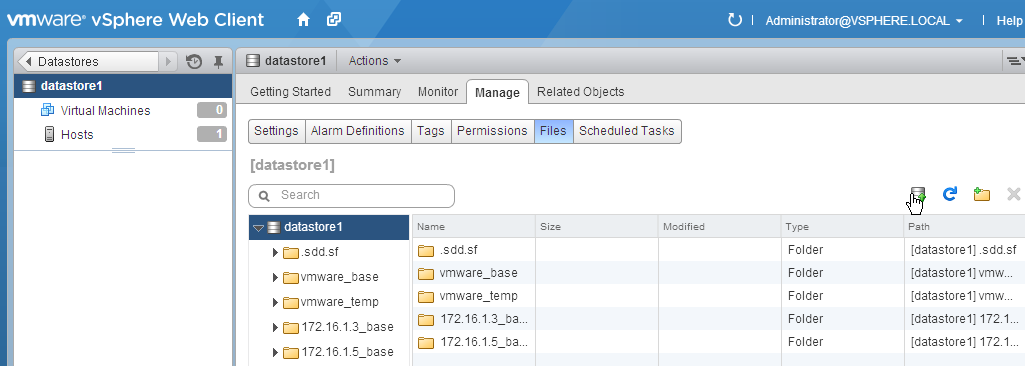 vmware® vSphere Web Client
Administrator@VSPHERE.LOCAL
Help
Datastores
datastore1
Virtual Machines 0
Hosts 1
datastore1 Actions
Getting Started Summary Monitor Manage Related Objects
Settings Alarm Definitions Tags Permissions Files Scheduled Tasks
[datastore1]
Search
datastore1
.sdd.sf
vmware_base
vmware_temp
172.16.1.3_base
172.16.1.5_base
Name Size Modified Type Path
.sdd.sf Folder [datastore1] .sdd.sf
vmware_base Folder [datastore1] vmw...
vmware_temp Folder [datastore1] vmw...
172.16.1.3_ba... Folder [datastore1] 172.1...
172.16.1.5_ba... Folder [datastore1] 172.1...